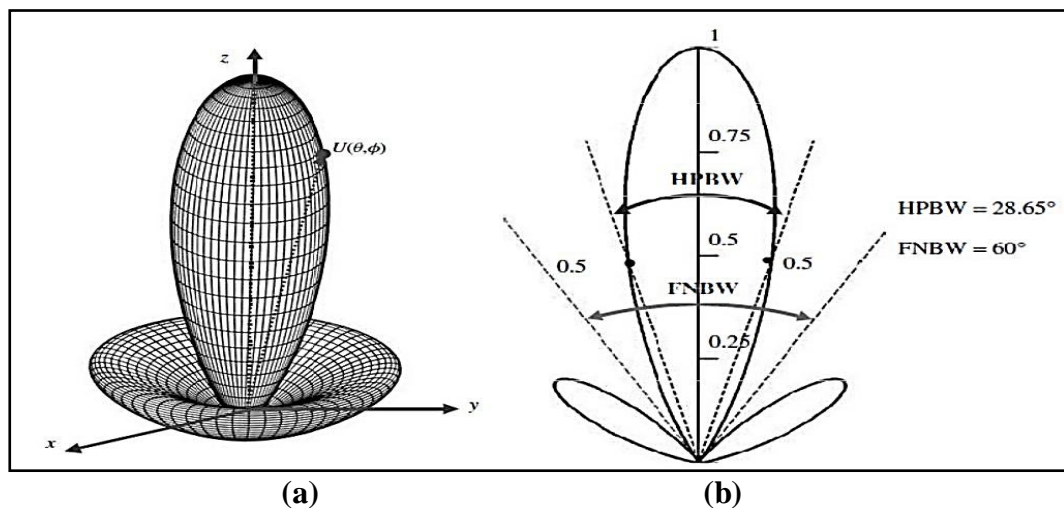 z
U(θ,ϕ)
y
x
(a)
1
0.75
HPBW
HPBW = 28.65°
FNBW = 60°
0.5
0.5
0.5
FNBW
0.25
(b)